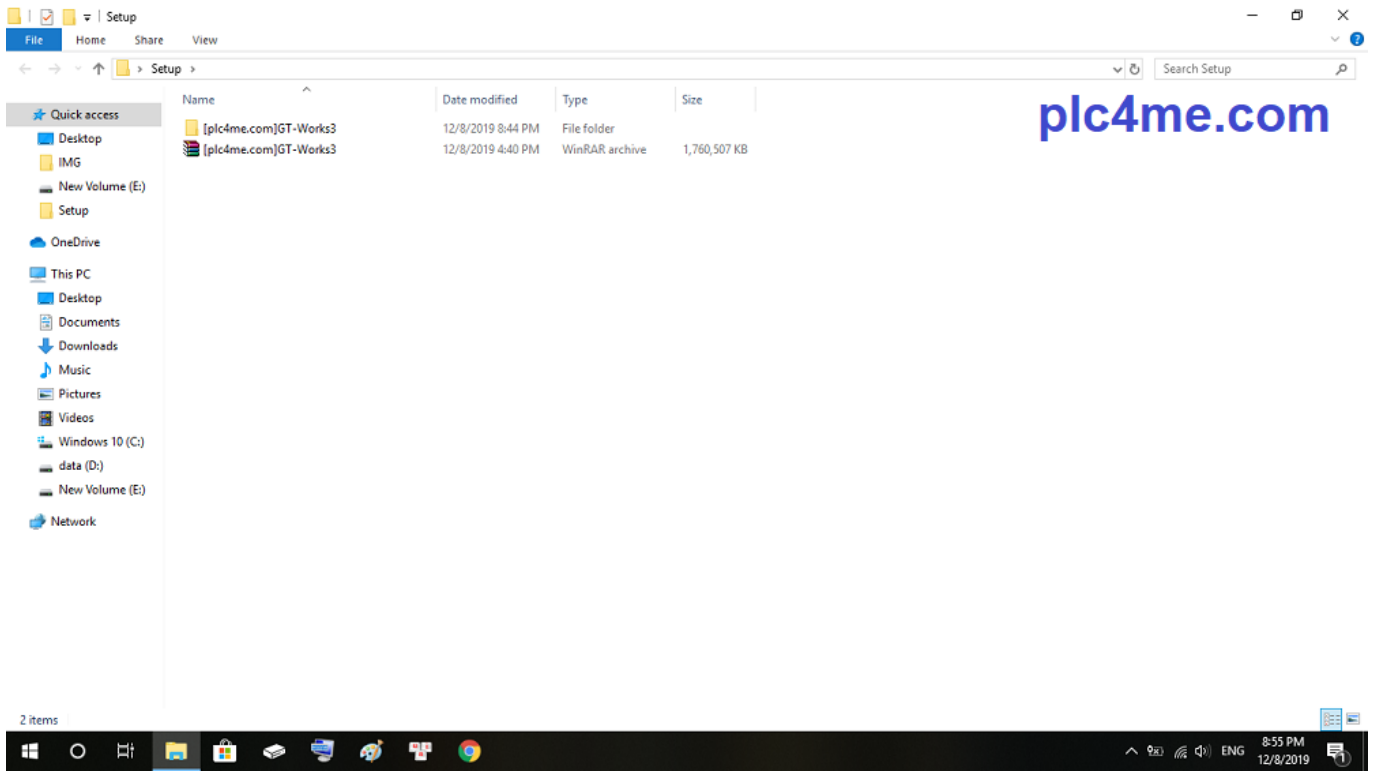 Setup
File Home Share View
Setup
Search Setup
plc4me.com
Name Date modified Type Size
[plc4me.com]GT-Works3 12/8/2019 8:44 PM File folder
[plc4me.com]GT-Works3 12/8/2019 4:40 PM WinRAR archive 1,760,507 KB
Quick access
Desktop
IMG
New Volume (E:)
Setup
OneDrive
This PC
Desktop
Documents
Downloads
Music
Pictures
Videos
Windows 10 (C:)
data (D:)
New Volume (E:)
Network
2 items
ENG
8:55 PM
12/8/2019
1